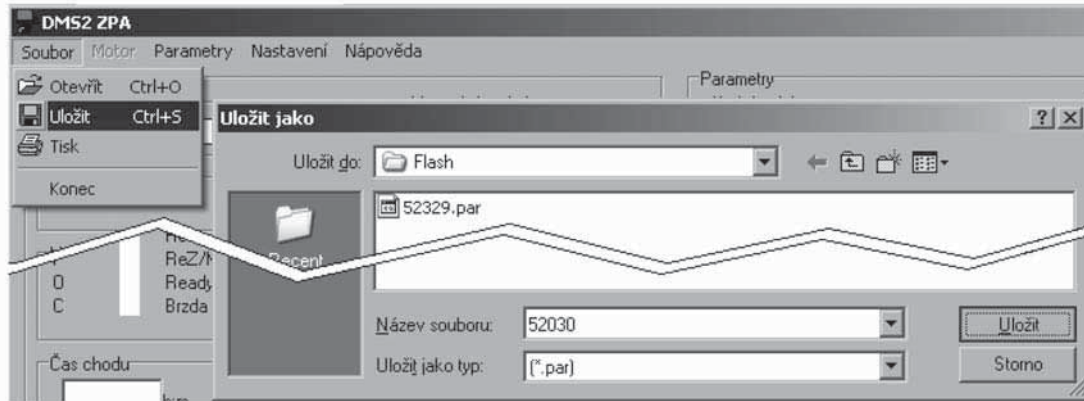 DMS2 ZPA
Soubor Motor Parametry Nastavení Nápověda
Otevřít Ctrl+O
Uložit Ctrl+S
Tisk
Konec
Parametry
Uložit jako
Uložit do: Flash
52329.par
Recent
ReZ/
O Ready
C Brzda
Název souboru: 52030 Uložit
Uložit jako typ: (*.par) Storno
Čas chodu